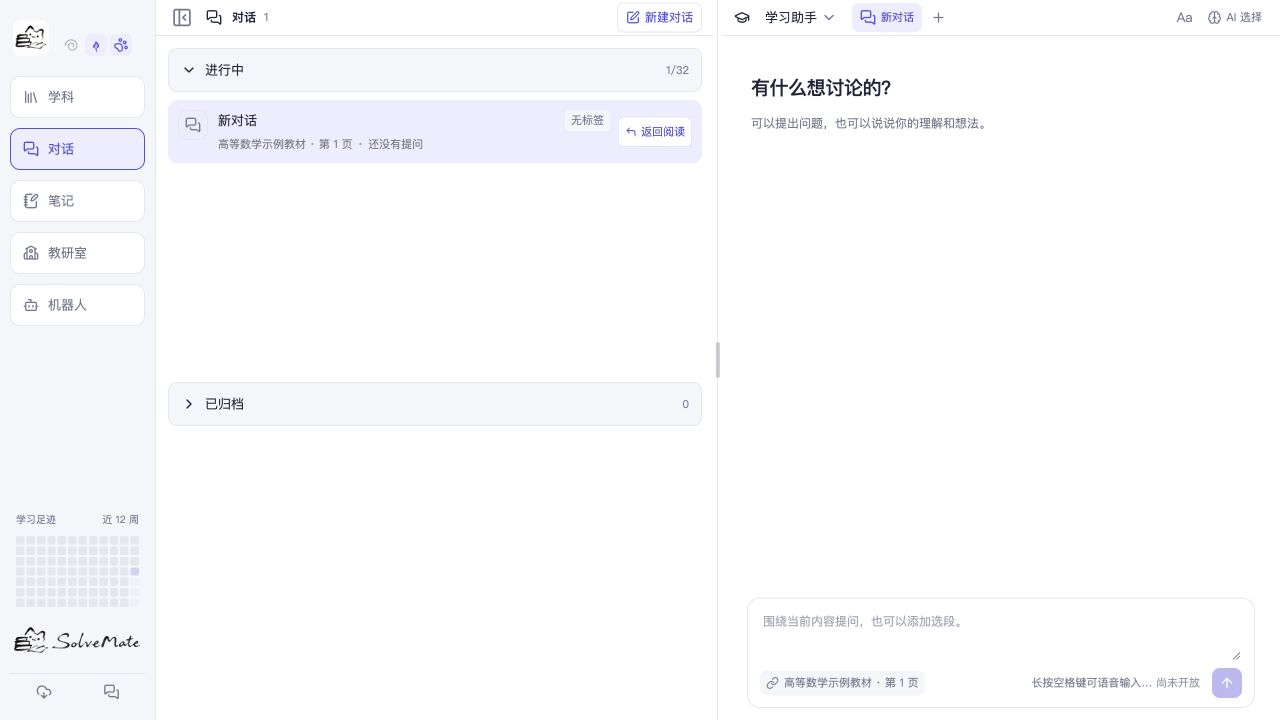 学科
对话
笔记
教研室
机器人
学习足迹 近 12 周
SolveMate
对话 1
新建对话
进行中 1/32
新对话 无标签
高等数学示例教材 · 第 1 页 · 还没有提问
返回阅读
已归档 0
学习助手 新对话 Aa AI 选择
有什么想讨论的?
可以提出问题，也可以说说你的理解和想法。
围绕当前内容提问，也可以添加选段。
高等数学示例教材 · 第 1 页 长按空格键可语音输入... 尚未开放